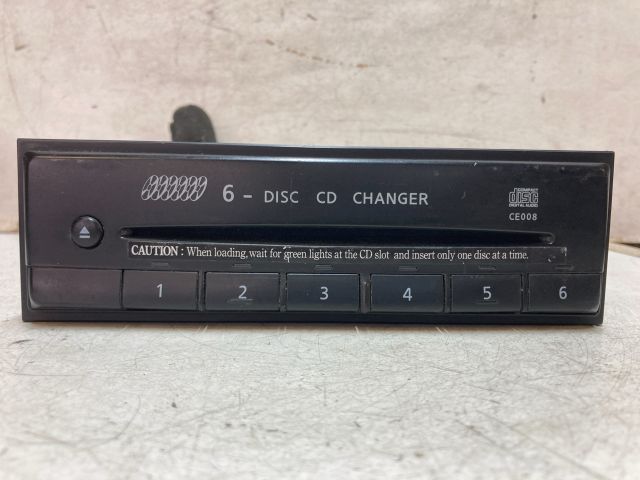 6 - DISC CD CHANGER
COMPACT
disc
DIGITAL AUDIO
CE008
CAUTION : When loading, wait for green lights at the CD slot and insert only one disc at a time.
1 2 3 4 5 6